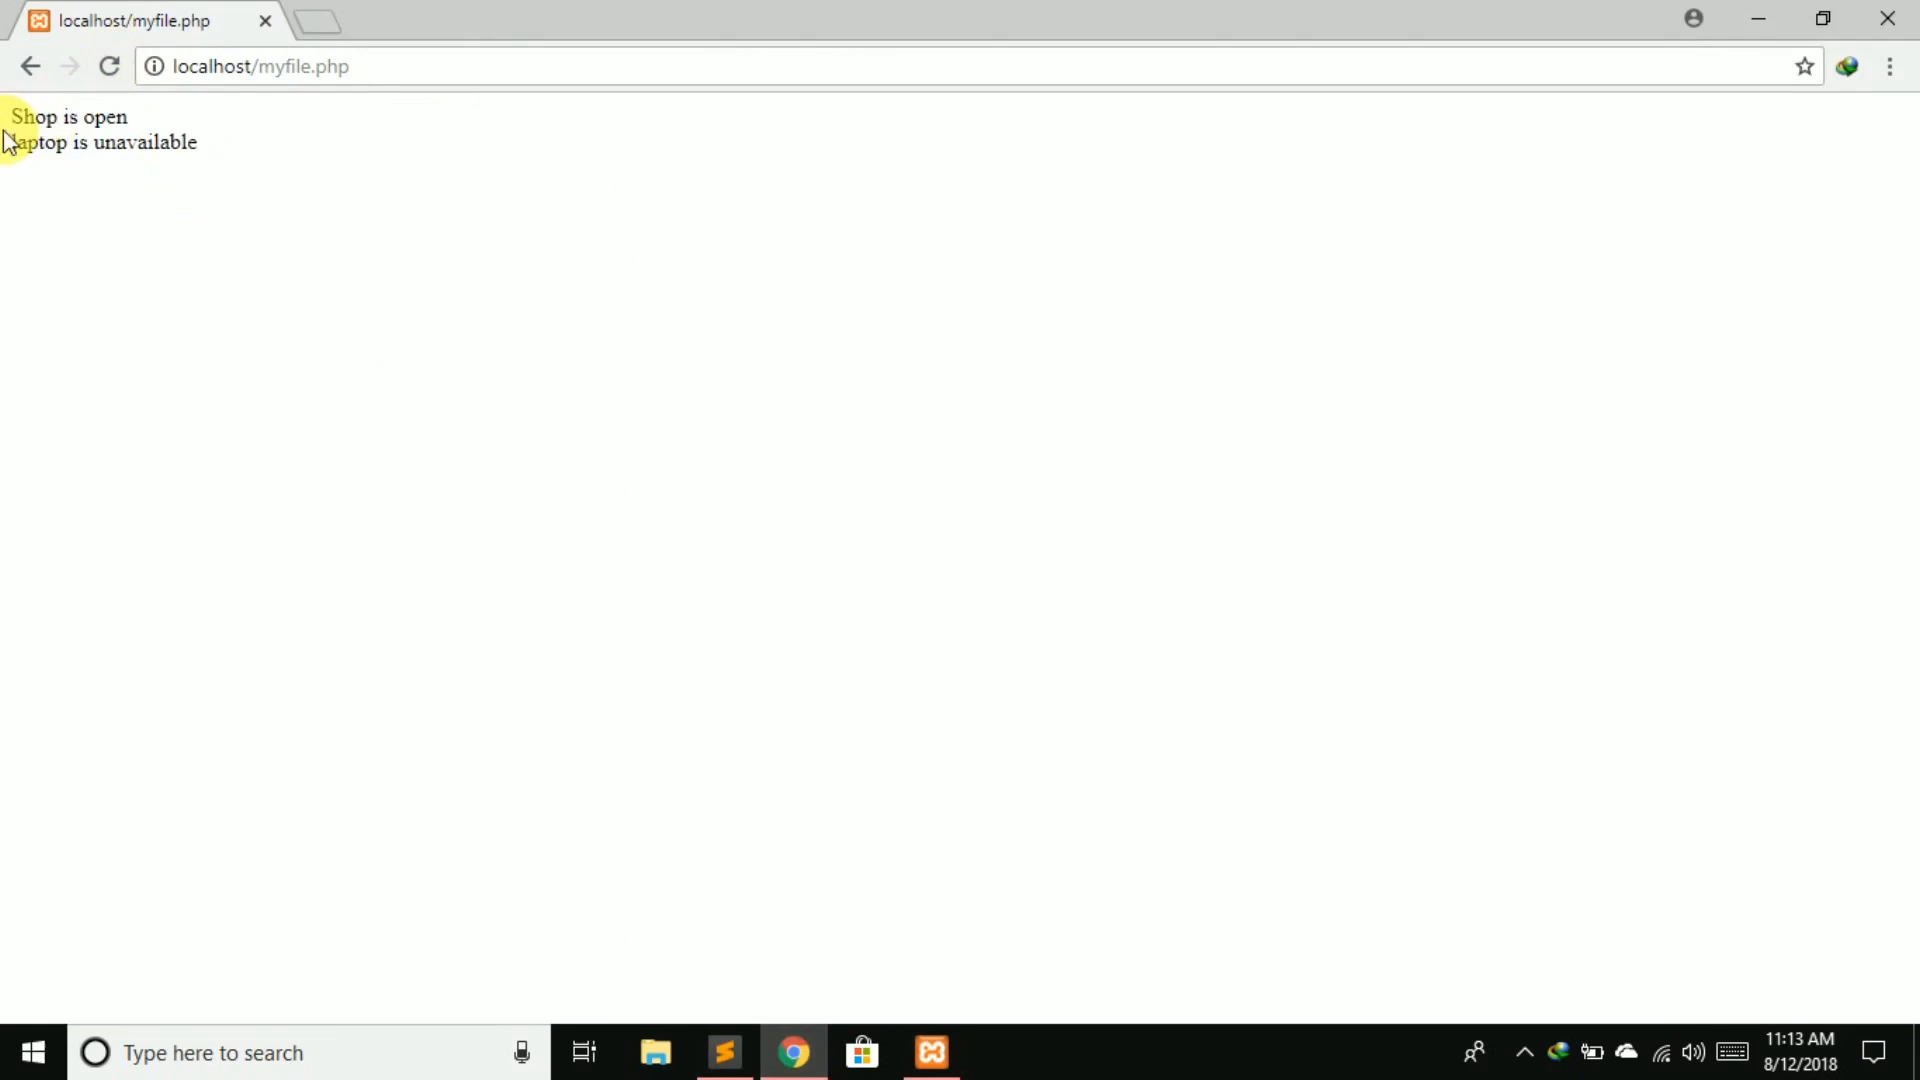 localhost/myfile.php
localhost/myfile.php
Shop is open
laptop is unavailable
Type here to search
11:13 AM
8/12/2018